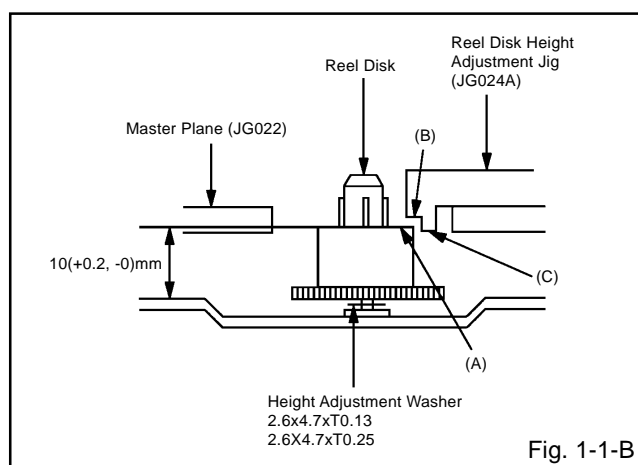 Reel Disk Height
Adjustment Jig
(JG024A)
Reel Disk
Master Plane (JG022)
(B)
10(+0.2, -0)mm
(C)
(A)
Height Adjustment Washer
2.6x4.7xT0.13
2.6X4.7xT0.25
Fig. 1-1-B